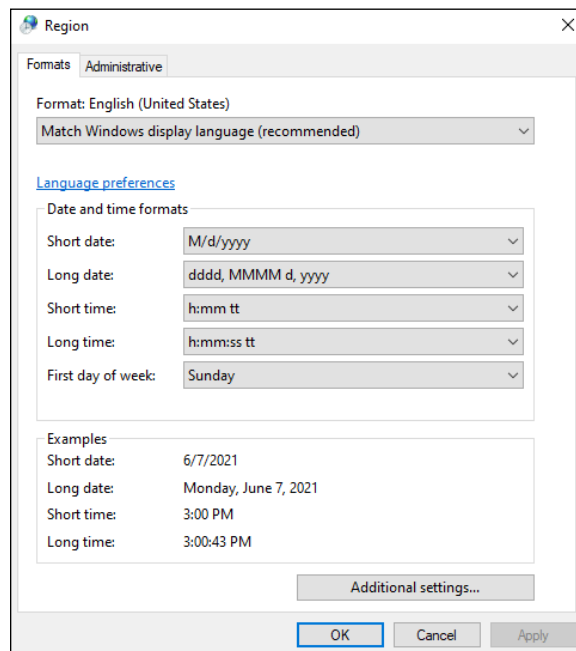 Region
Formats Administrative
Format: English (United States)
Match Windows display language (recommended)
Language preferences
Date and time formats
Short date: M/d/yyyy
Long date: dddd, MMMM d, yyyy
Short time: h:mm tt
Long time: h:mm:ss tt
First day of week: Sunday
Examples
Short date: 6/7/2021
Long date: Monday, June 7, 2021
Short time: 3:00 PM
Long time: 3:00:43 PM
Additional settings...
OK Cancel Apply